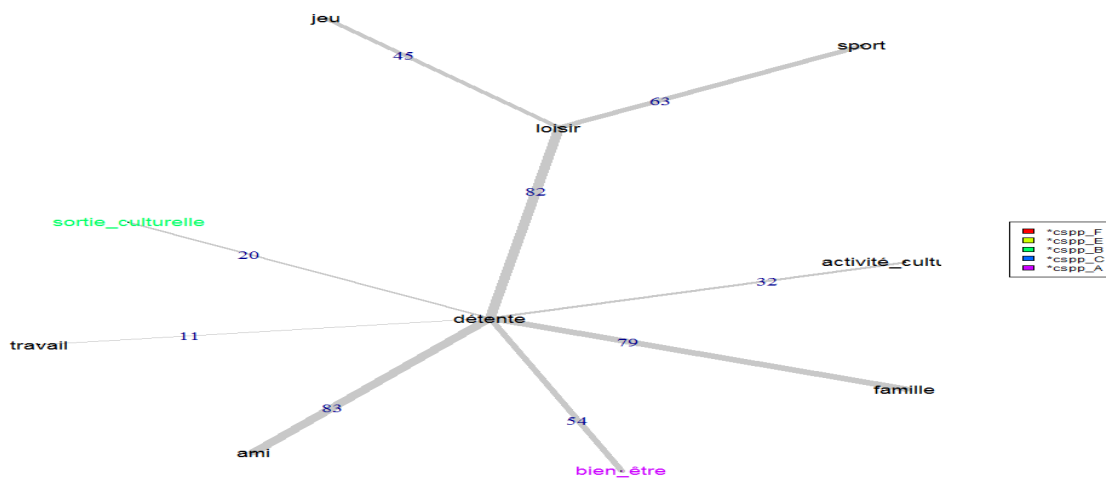 jeu
sport
45
63
loisir
82
sortie_culturelle
20
activité_cultu
32
détente
11
travail
79
famille
83
54
ami
bien_être
*cspp_F
*cspp_E
*cspp_B
*cspp_C
*cspp_A